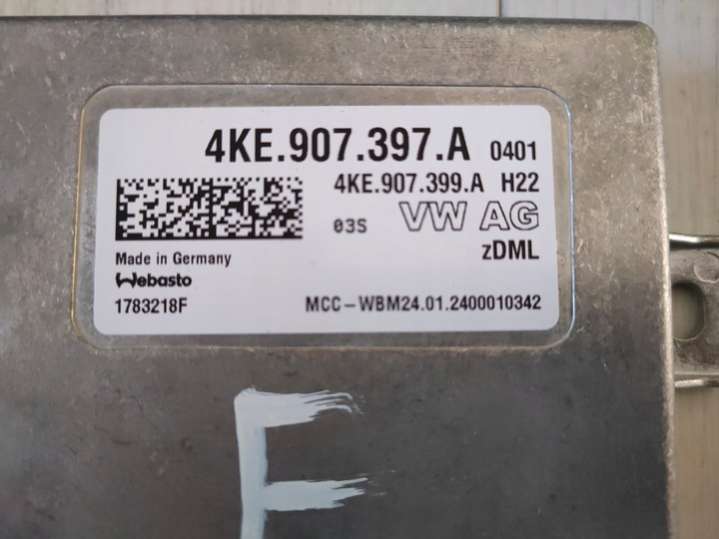 4KE.907.397.A 0401
4KE.907.399.A H22
03S VW AG
zDML
Made in Germany
Webasto
1783218F
MCC-WBM24.01.2400010342
F